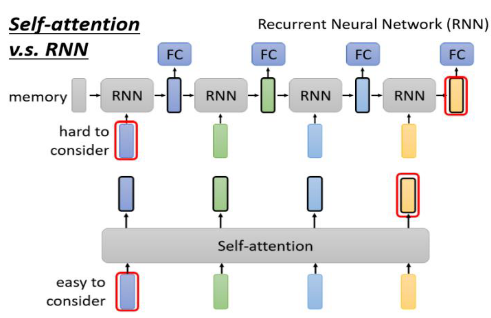 Self-attention
v.s. RNN
Recurrent Neural Network (RNN)
FC FC FC FC
memory RNN RNN RNN RNN
hard to
consider
Self-attention
easy to
consider